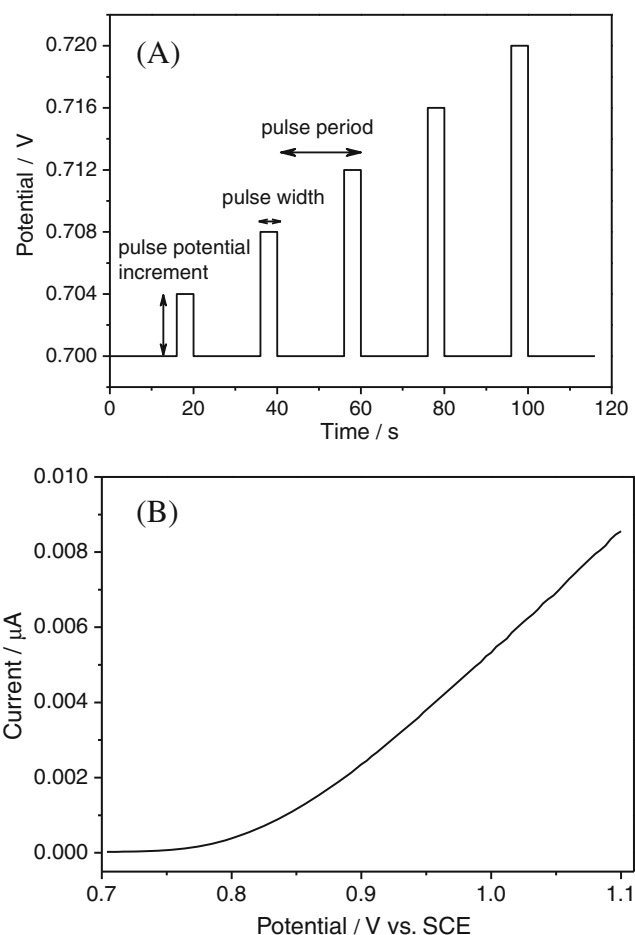 (A)
0.720
0.716
0.712
0.708
0.704
0.700
Potential / V
pulse period
pulse width
pulse potential
increment
0 20 40 60 80 100 120
Time / s
(B)
0.010
0.008
0.006
0.004
0.002
0.000
Current / μA
0.7 0.8 0.9 1.0 1.1
Potential / V vs. SCE